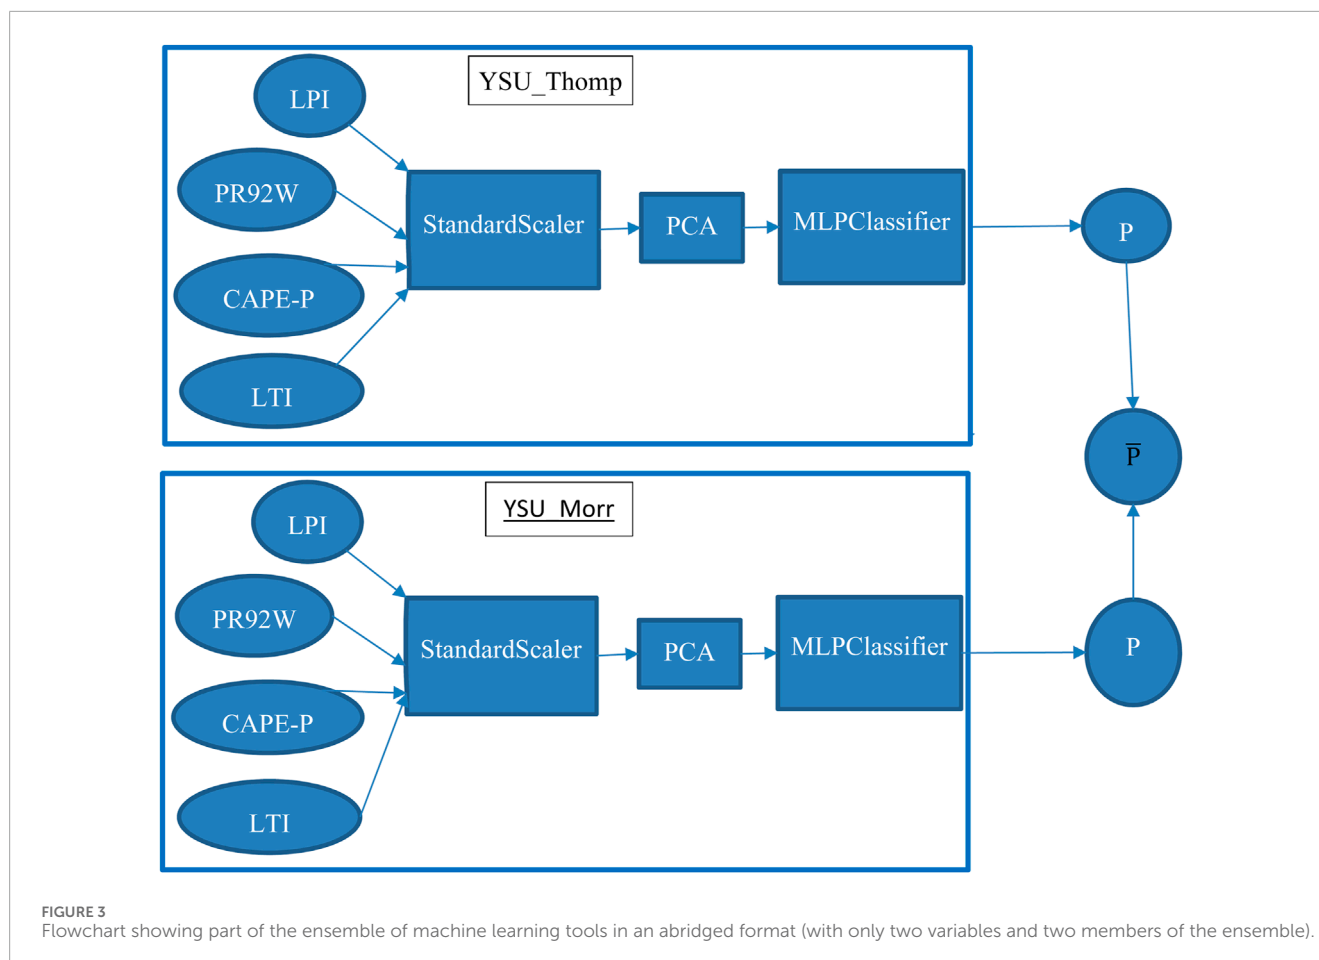 YSU_Thomp
LPI
PR92W
CAPE-P
LTI
StandardScaler
PCA
MLPClassifier
P
P̅
YSU_Morr
LPI
PR92W
CAPE-P
LTI
StandardScaler
PCA
MLPClassifier
P
FIGURE 3
Flowchart showing part of the ensemble of machine learning tools in an abridged format (with only two variables and two members of the ensemble).